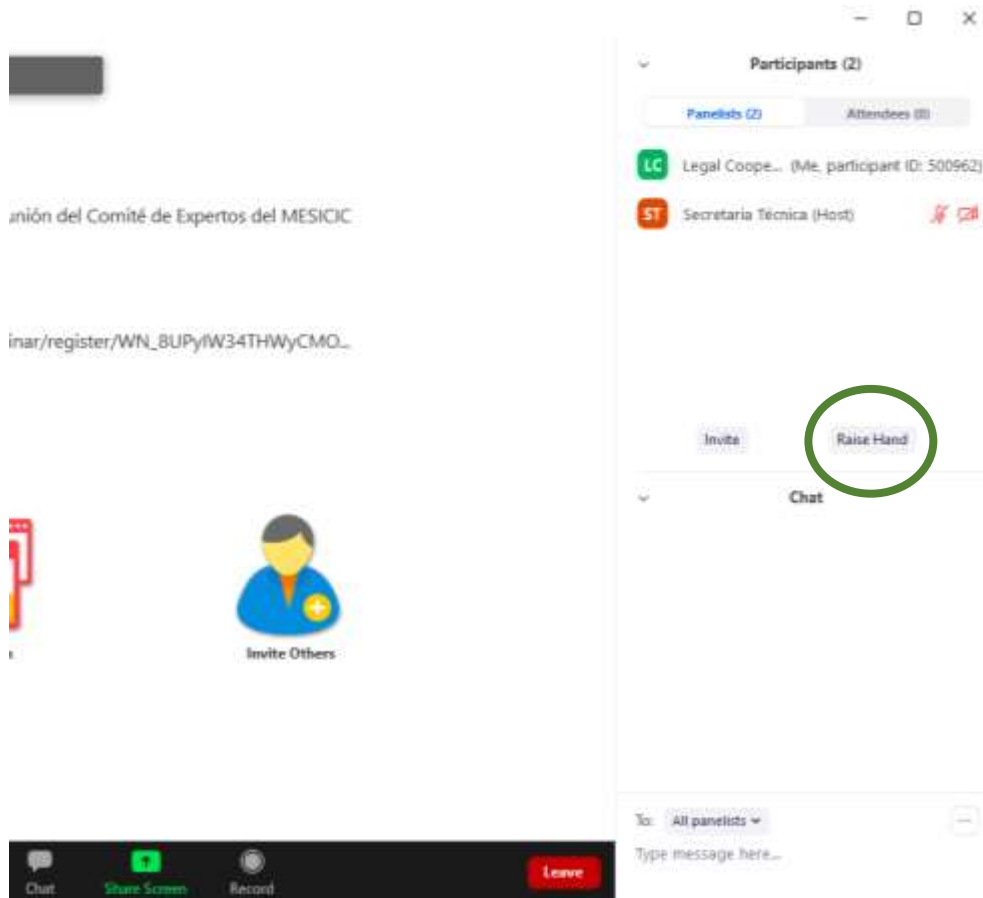 Participants (2)
Panelists (2)
Attendees (0)
LC
Legal Coope... (Me, participant ID: 500962)
ST
Secretaria Técnica (Host)
unión del Comité de Expertos del MESICIC
inar/register/WN_8UPyIW34THWyCMO...
Invite
Raise Hand
Chat
Invite Others
To: All panelists
Type message here...
Chat
Share Screen
Record
Leave